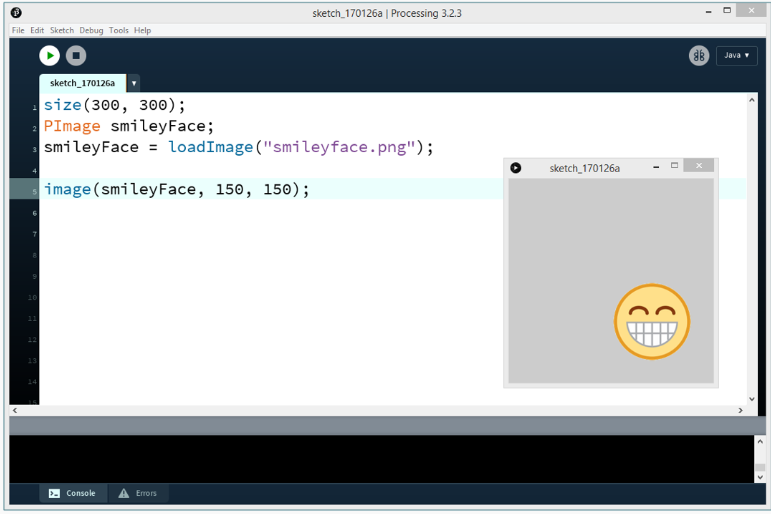 sketch_170126a | Processing 3.2.3
File Edit Sketch Debug Tools Help
Java
sketch_170126a
1 size(300, 300);
2 PImage smileyFace;
3 smileyFace = loadImage("smileyface.png");
4
5 image(smileyFace, 150, 150);
6
7
8
9
10
11
12
13
14
15
sketch_170126a
Console Errors